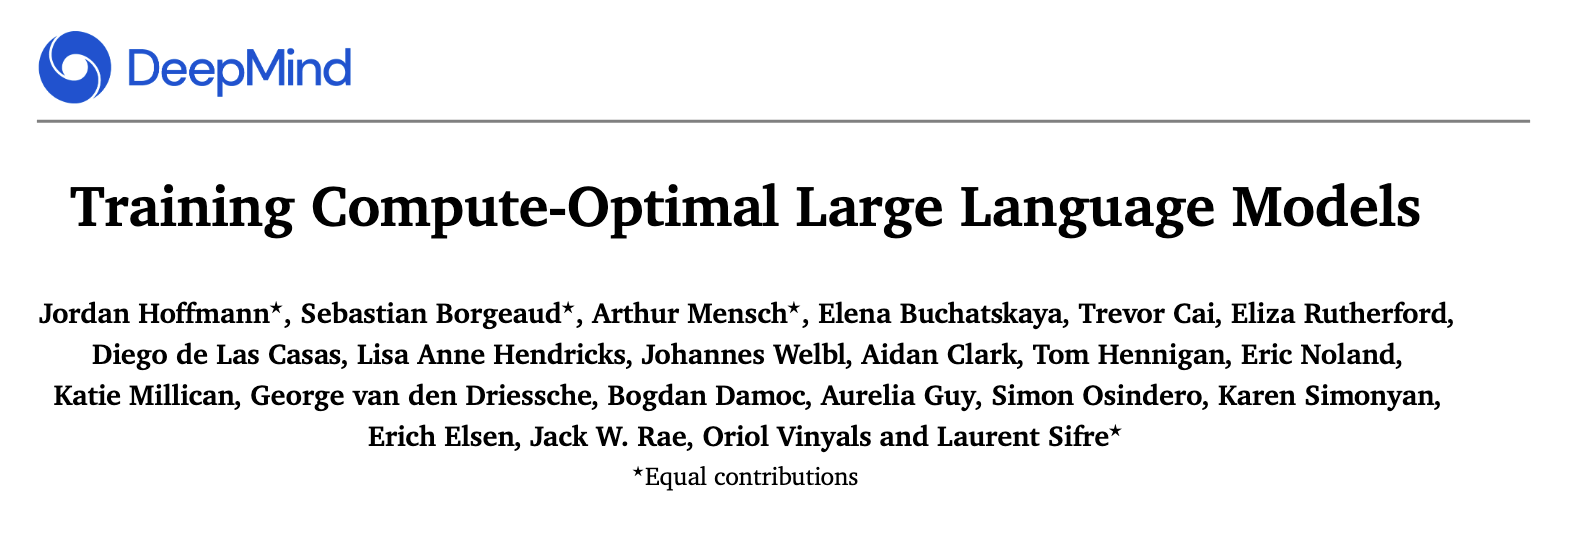 DeepMind
Training Compute-Optimal Large Language Models
Jordan Hoffmann★, Sebastian Borgeaud★, Arthur Mensch★, Elena Buchatskaya, Trevor Cai, Eliza Rutherford,
Diego de Las Casas, Lisa Anne Hendricks, Johannes Welbl, Aidan Clark, Tom Hennigan, Eric Noland,
Katie Millican, George van den Driessche, Bogdan Damoc, Aurelia Guy, Simon Osindero, Karen Simonyan,
Erich Elsen, Jack W. Rae, Oriol Vinyals and Laurent Sifre★
★Equal contributions